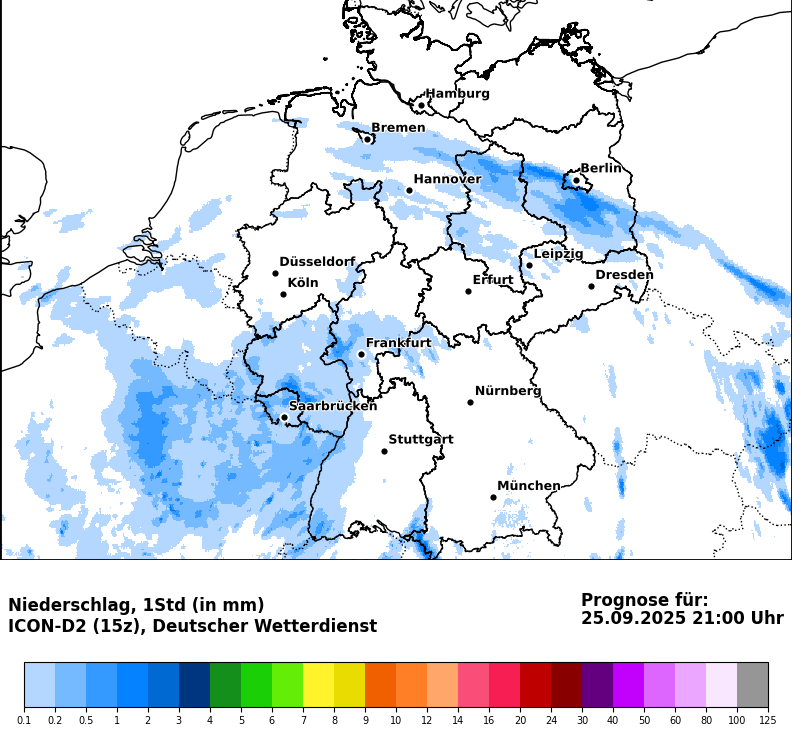 Hamburg
Bremen
Berlin
Hannover
Leipzig
Düsseldorf
Dresden
Erfurt
Köln
Frankfurt
Nürnberg
Saarbrücken
Stuttgart
München
Niederschlag, 1Std (in mm)
ICON-D2 (15z), Deutscher Wetterdienst
Prognose für:
25.09.2025 21:00 Uhr
0.1 0.2 0.5 1 2 3 4 5 6 7 8 9 10 12 14 16 20 24 30 40 50 60 80 100 125